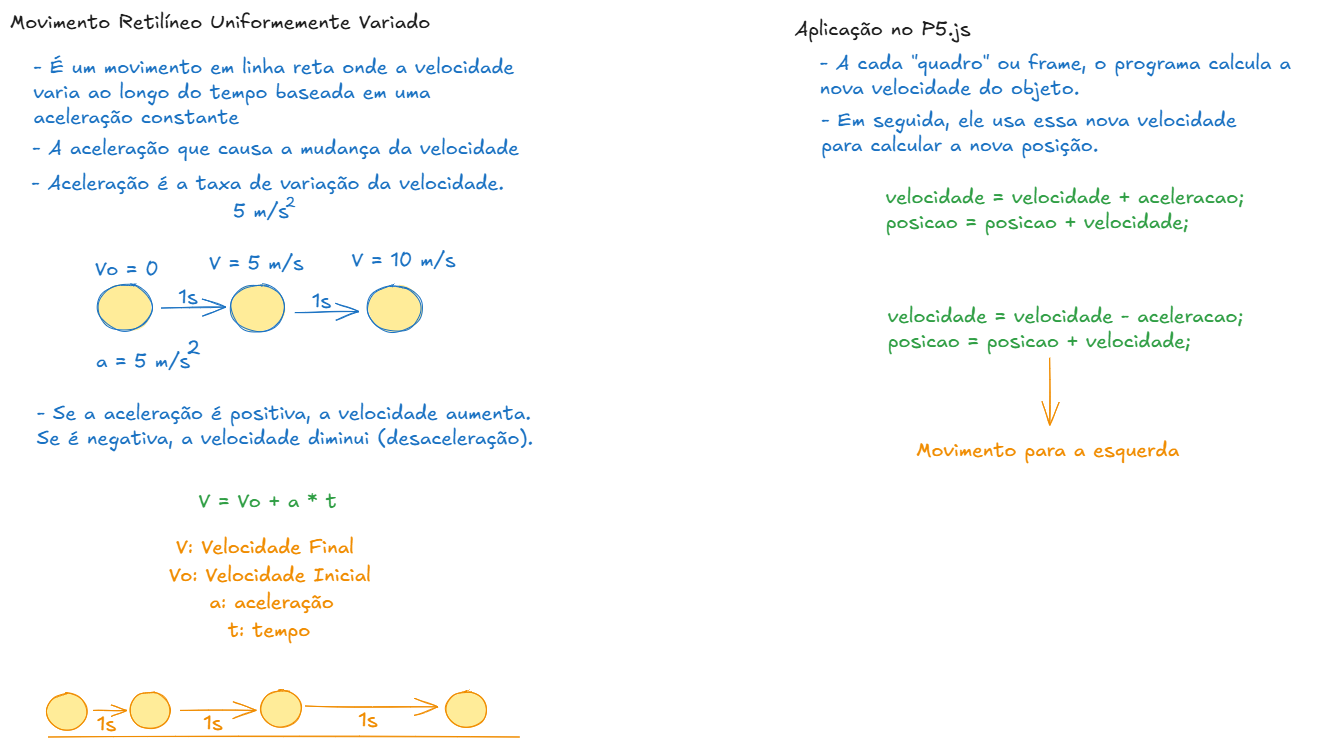 Movimento Retilíneo Uniformemente Variado
- É um movimento em linha reta onde a velocidade
varia ao longo do tempo baseada em uma
aceleração constante
- A aceleração que causa a mudança da velocidade
- Aceleração é a taxa de variação da velocidade.
5 m/s²
Vo = 0
V = 5 m/s
V = 10 m/s
1s
1s
a = 5 m/s²
- Se a aceleração é positiva, a velocidade aumenta.
Se é negativa, a velocidade diminui (desaceleração).
V = Vo + a * t
V: Velocidade Final
Vo: Velocidade Inicial
a: aceleração
t: tempo
1s
1s
1s
Aplicação no P5.js
- A cada "quadro" ou frame, o programa calcula a
nova velocidade do objeto.
- Em seguida, ele usa essa nova velocidade
para calcular a nova posição.
velocidade = velocidade + aceleracao;
posicao = posicao + velocidade;
velocidade = velocidade - aceleracao;
posicao = posicao + velocidade;
Movimento para a esquerda